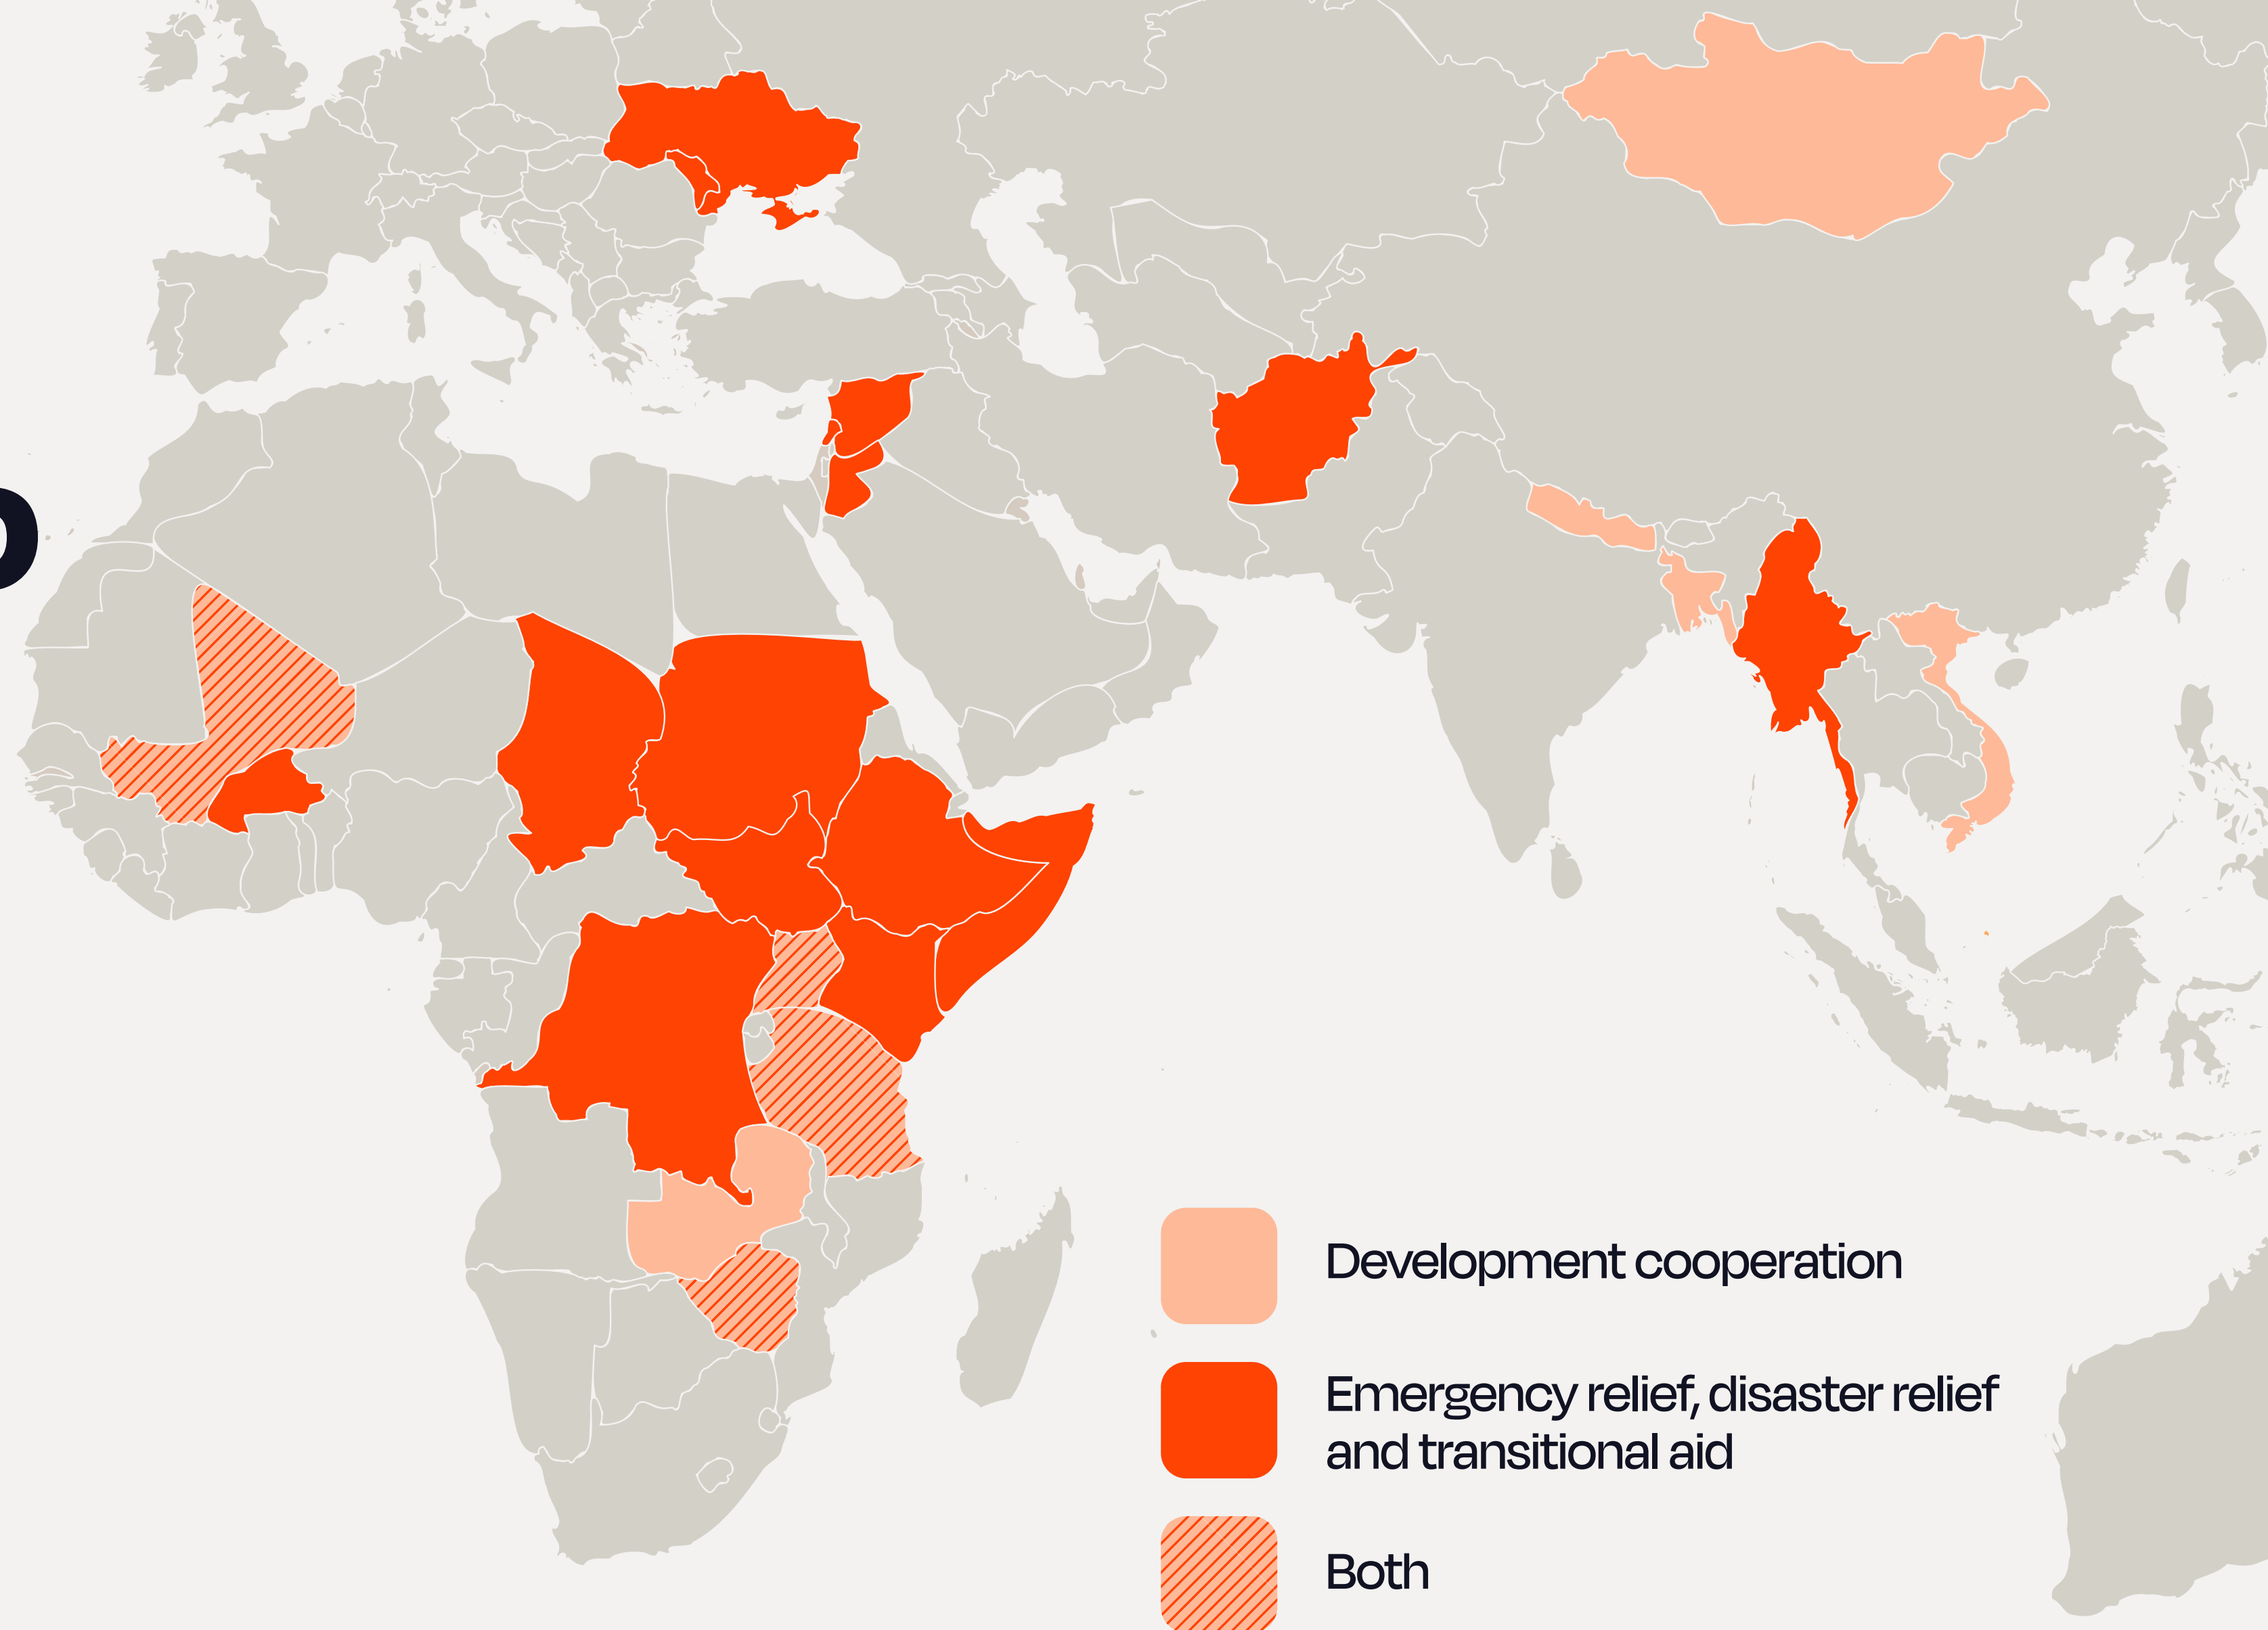 Development cooperation
Emergency relief, disaster relief
and transitional aid
Both